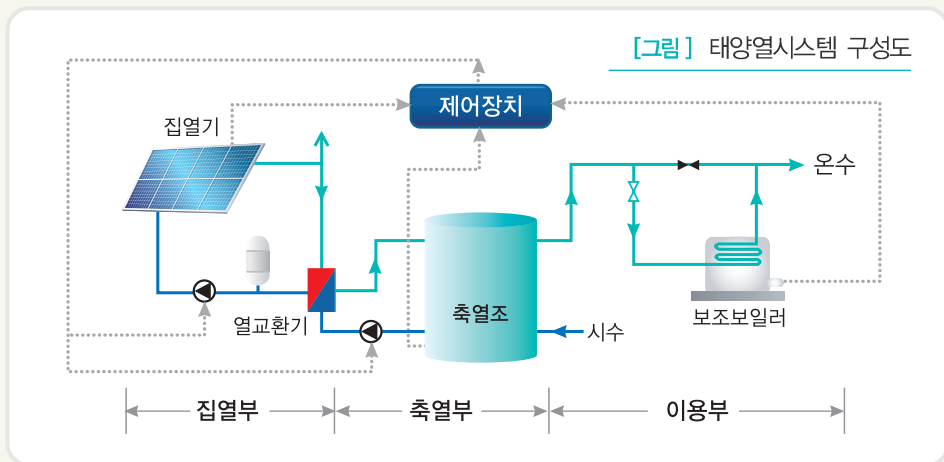 [그림] 태양열시스템 구성도
제어장치
집열기
온수
축열조
열교환기
시수
보조보일러
집열부
축열부
이용부